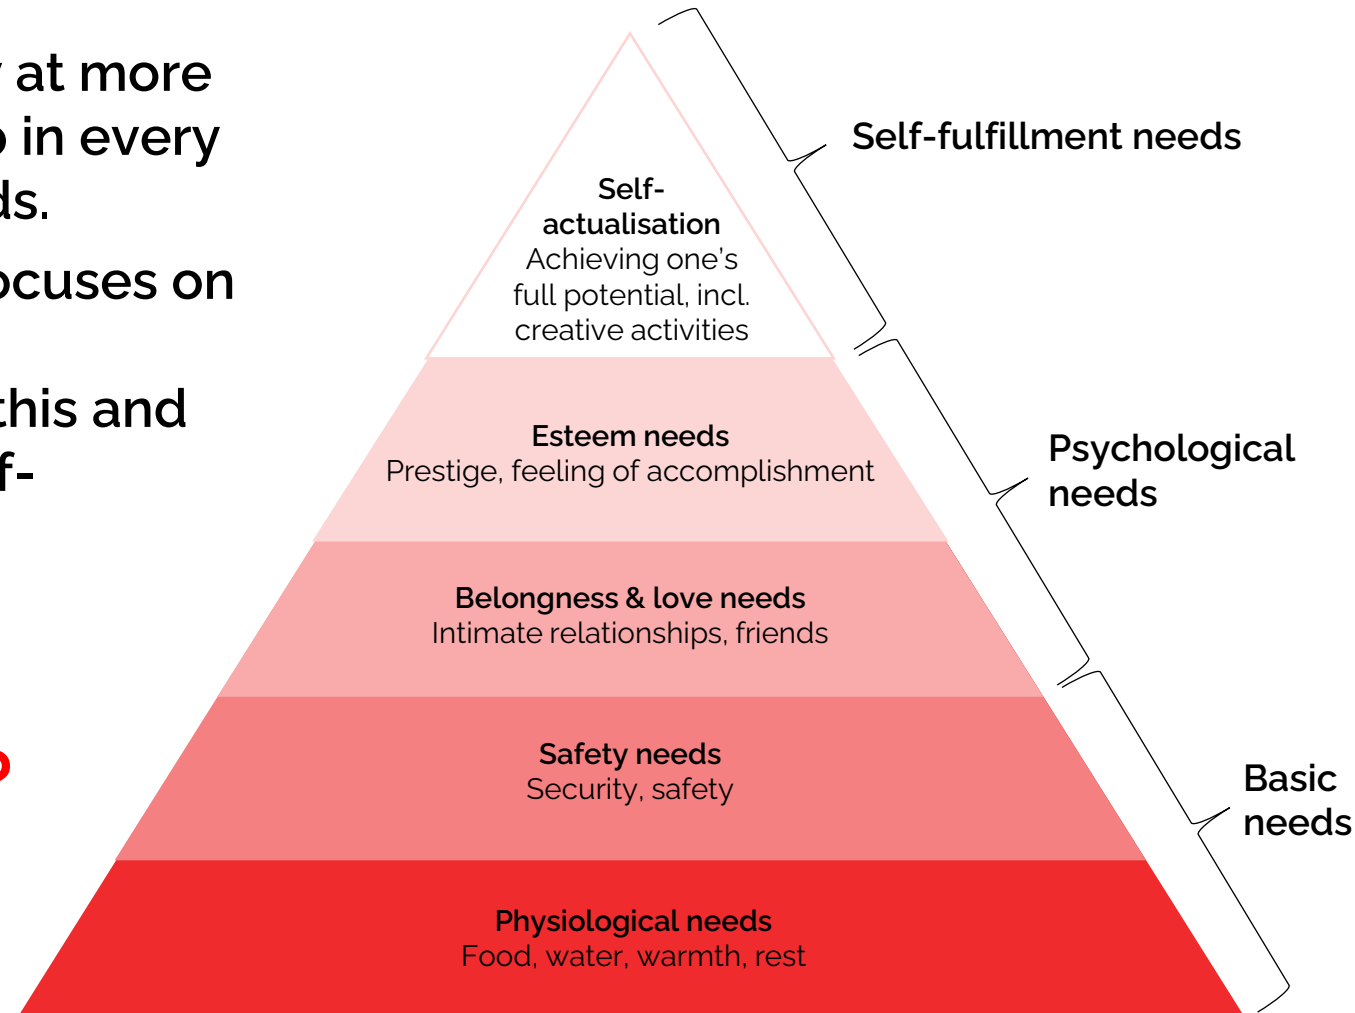 at more
in every
ds.
ocuses on
this and
f-
Self-fulfillment needs
Self-
actualisation
Achieving one's
full potential, incl.
creative activities
Psychological
needs
Esteem needs
Prestige, feeling of accomplishment
Belongness & love needs
Intimate relationships, friends
Basic
needs
Safety needs
Security, safety
Physiological needs
Food, water, warmth, rest